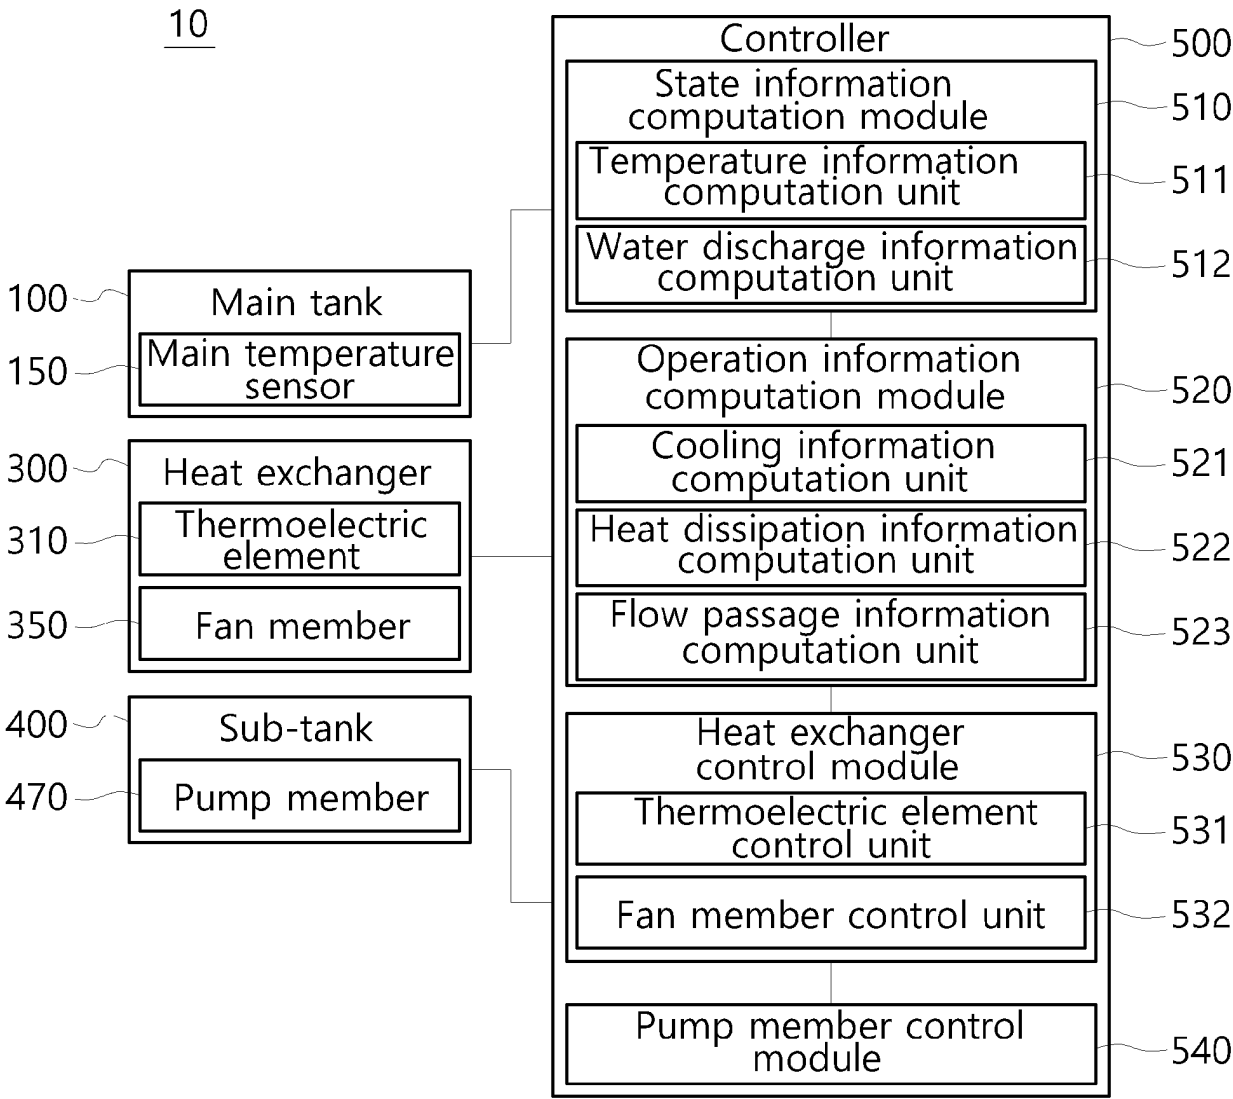 10
100
Main tank
150
Main temperature
sensor
300
Heat exchanger
310
Thermoelectric
element
350
Fan member
400
Sub-tank
470
Pump member
Controller
500
State information
computation module
510
Temperature information
computation unit
511
Water discharge information
computation unit
512
Operation information
computation module
520
Cooling information
computation unit
521
Heat dissipation information
computation unit
522
Flow passage information
computation unit
523
Heat exchanger
control module
530
Thermoelectric element
control unit
531
Fan member control unit
532
Pump member control
module
540